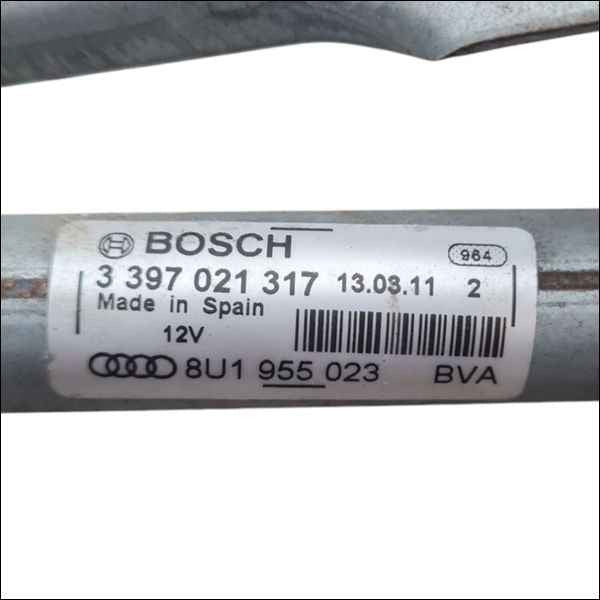 BOSCH 964
3 397 021 317 13.03.11 2
Made in Spain
12V
8U1 955 023 BVA